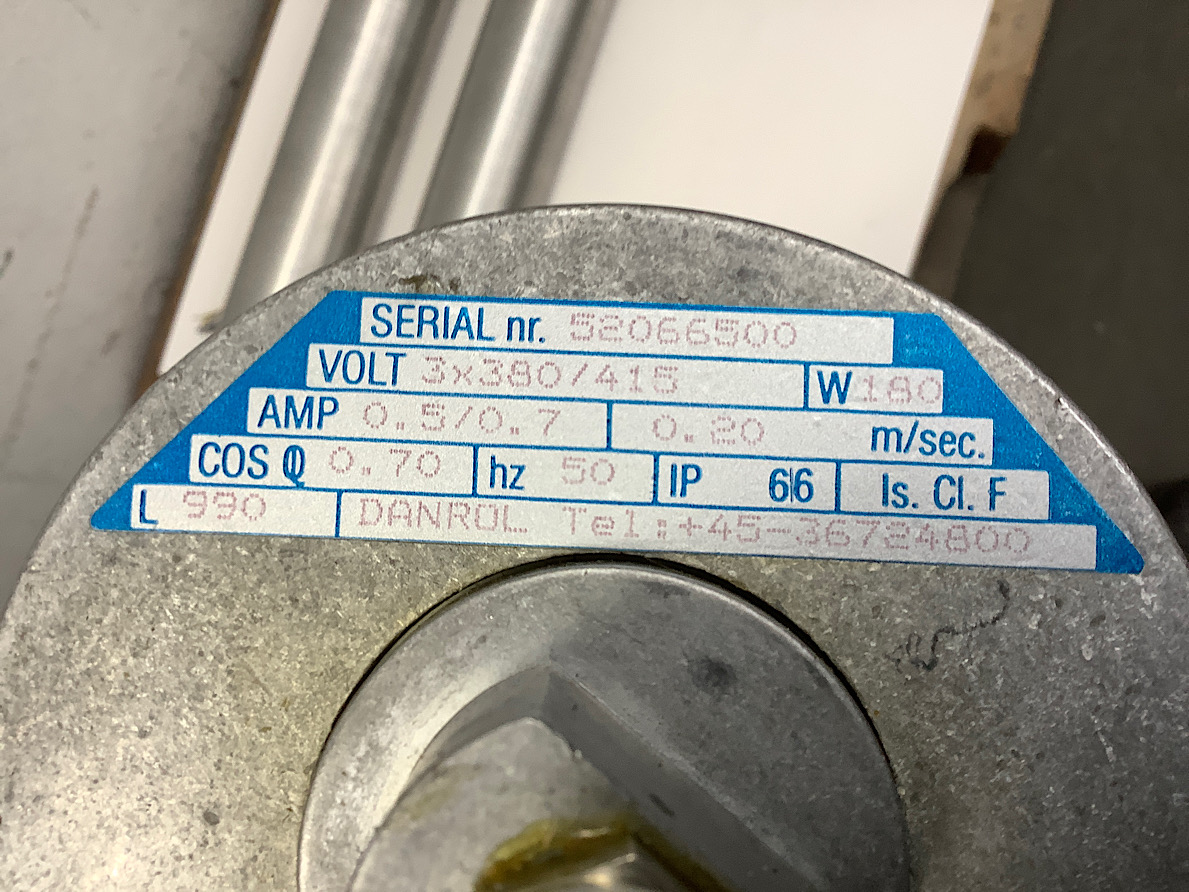 SERIAL nr. 52066500
VOLT 3x380/415 W 180
AMP 0.5/0.7 0.20 m/sec.
COS φ 0.70 hz 50 IP 66 Is. Cl. F
L 990 DANROL Tel:+45-36724800